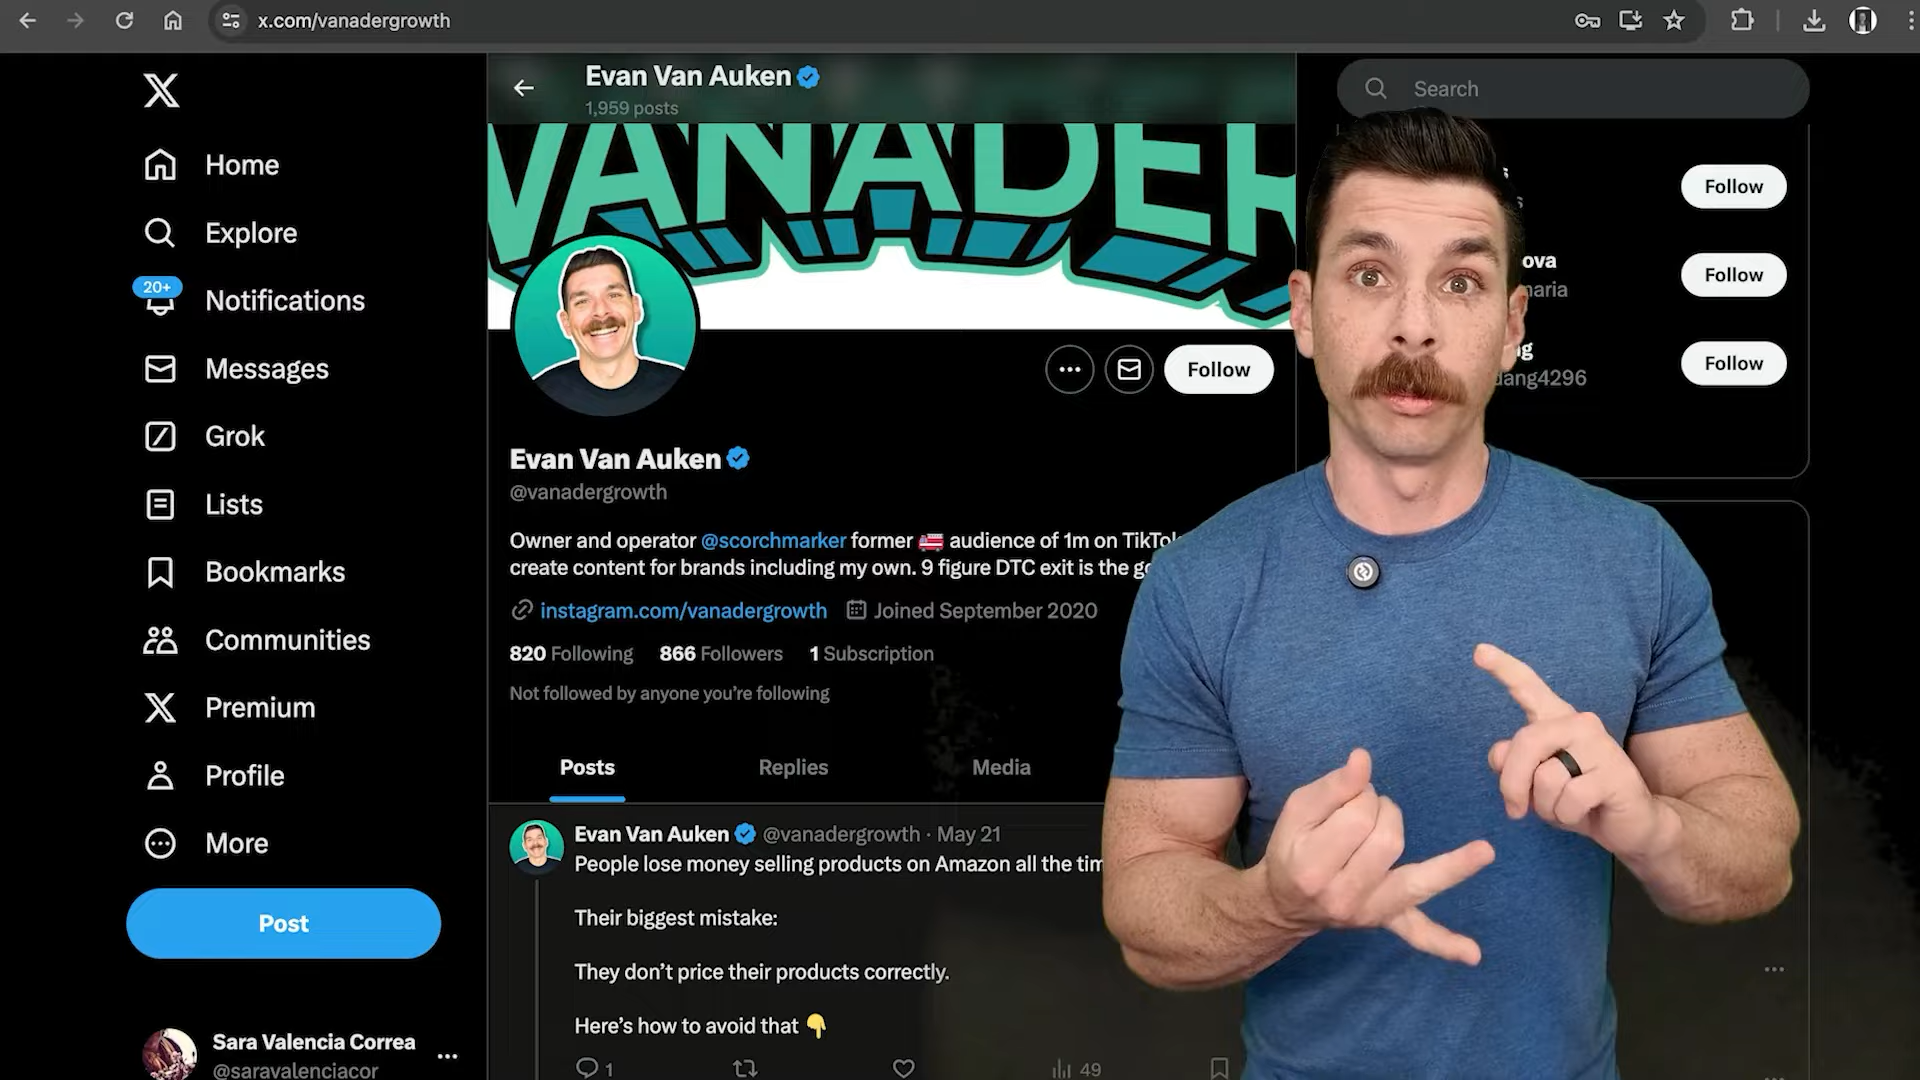 x.com/vanadergrowth
Evan Van Auken
1,959 posts
Search
VANADER
Home
Explore
20+
Notifications
Messages
Grok
Lists
Bookmarks
Communities
Premium
Profile
More
Post
Sara Valencia Correa
@saravalenciacor
Follow
Evan Van Auken
@vanadergrowth
Owner and operator @scorchmarker former 🚒 audience of 1m on TikTok
create content for brands including my own. 9 figure DTC exit is the
instagram.com/vanadergrowth Joined September 2020
820 Following 866 Followers 1 Subscription
Not followed by anyone you’re following
Posts Replies Media
Evan Van Auken @vanadergrowth · May 21
People lose money selling products on Amazon all the
Their biggest mistake:
They don’t price their products correctly.
Here’s how to avoid that 👇
1
49
Follow
ova
Follow
Follow
dang4296